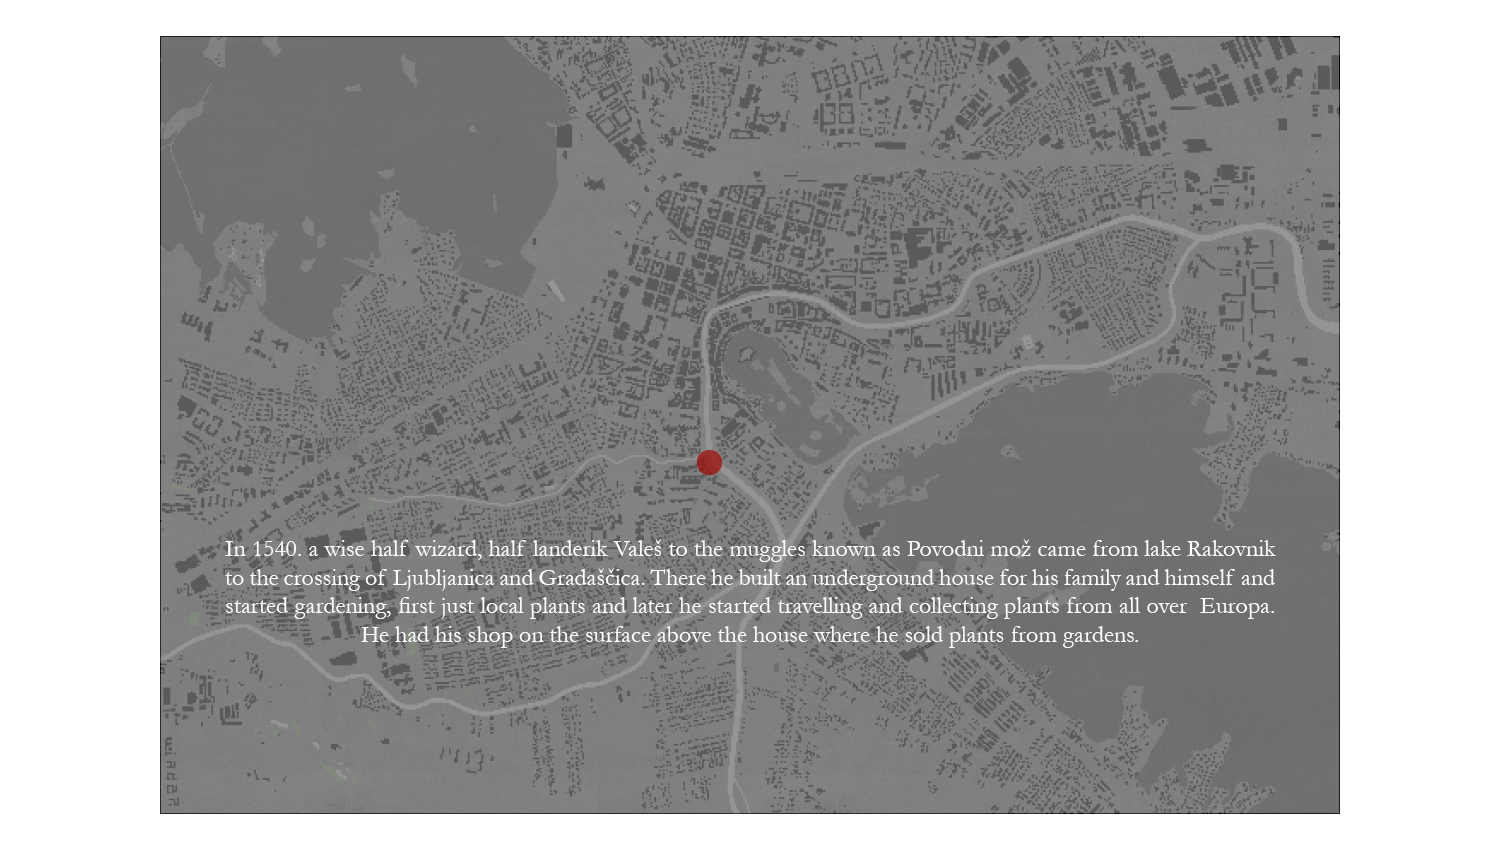 In 1540. a wise half wizard, half landerik Valeš to the muggles known as Povodni mož came from lake Rakovnik
to the crossing of Ljubljanica and Gradaščica. There he built an underground house for his family and himself and
started gardening, first just local plants and later he started travelling and collecting plants from all over Europa.
He had his shop on the surface above the house where he sold plants from gardens.